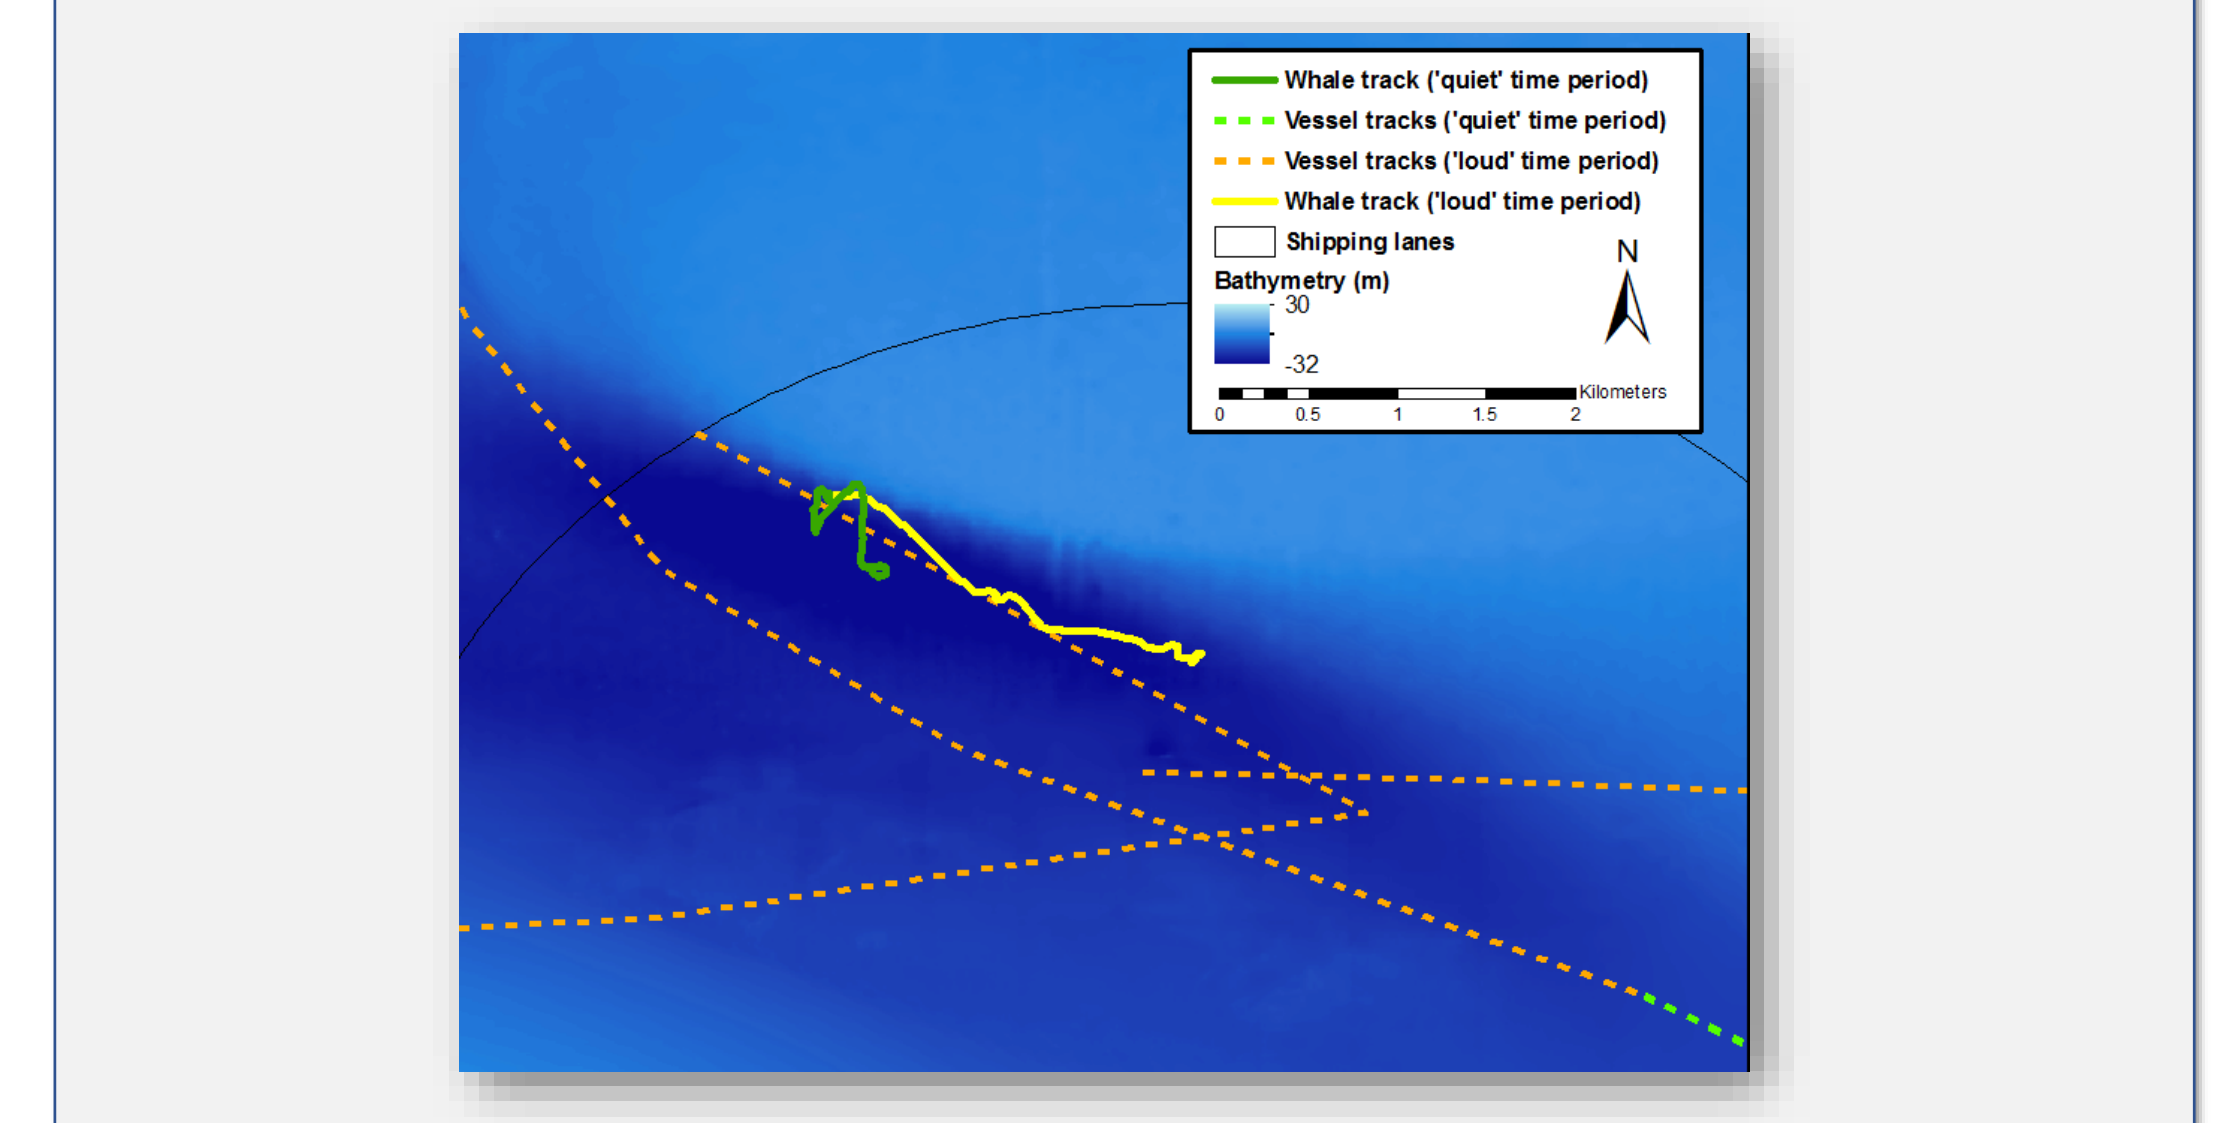 Whale track ('quiet' time period)
Vessel tracks ('quiet' time period)
Vessel tracks ('loud' time period)
Whale track ('loud' time period)
Shipping lanes
N
Bathymetry (m)
30
-32
Kilometers
0 0.5 1 1.5 2